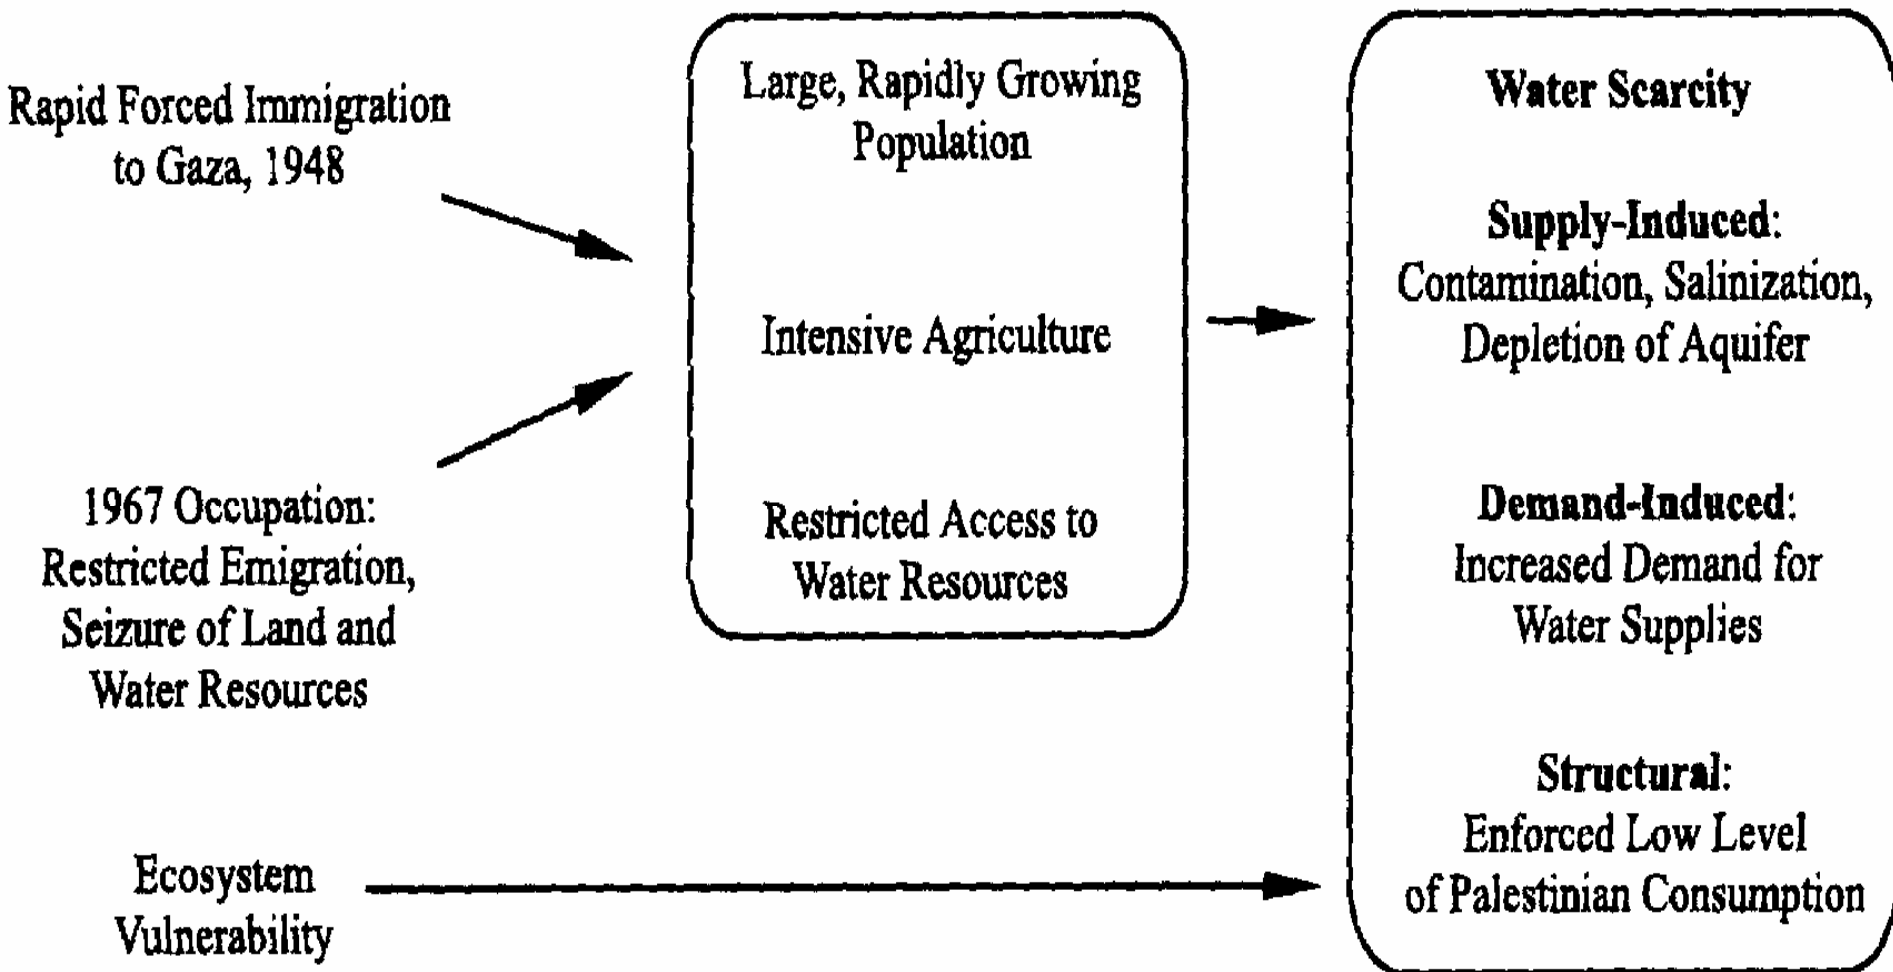 Rapid Forced Immigration
to Gaza, 1948
1967 Occupation:
Restricted Emigration,
Seizure of Land and
Water Resources
Ecosystem
Vulnerability
Large, Rapidly Growing
Population
Intensive Agriculture
Restricted Access to
Water Resources
Water Scarcity
Supply-Induced:
Contamination, Salinization,
Depletion of Aquifer
Demand-Induced:
Increased Demand for
Water Supplies
Structural:
Enforced Low Level
of Palestinian Consumption